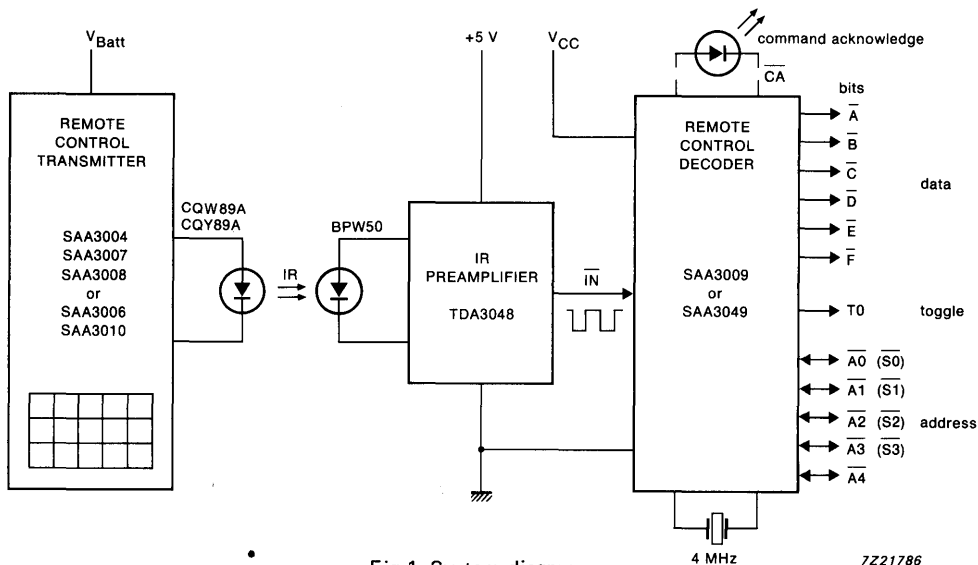 V Batt
REMOTE
CONTROL
TRANSMITTER
SAA3004
SAA3007
SAA3008
or
SAA3006
SAA3010
CQW89A
CQY89A
IR
BPW50
+5 V
IR
PREAMPLIFIER
TDA3048
IN
VCC
REMOTE
CONTROL
DECODER
SAA3009
or
SAA3049
4 MHz
command acknowledge
CA
bits
A
B
C
D
E
F
data
T0 toggle
A0 (S0)
A1 (S1)
A2 (S2) address
A3 (S3)
A4
7Z21786